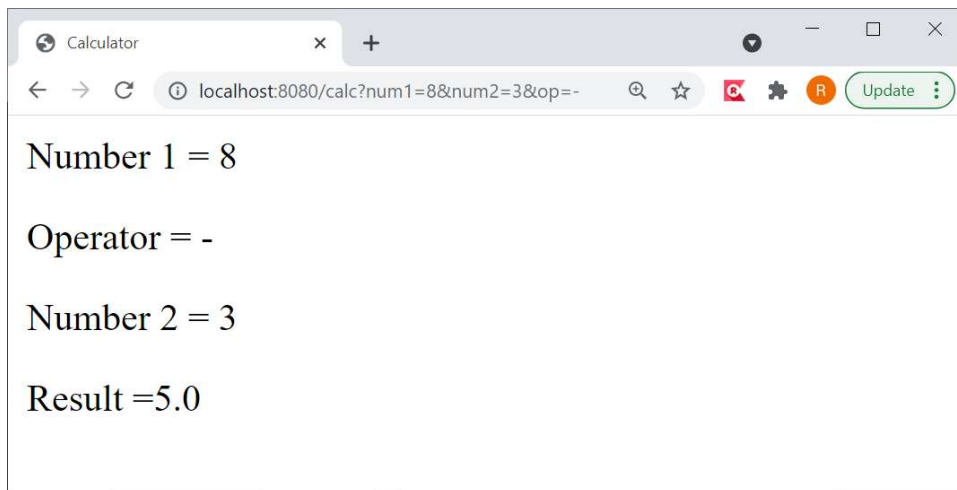 Calculator
localhost:8080/calc?num1=8&num2=3&op=-
R
Update
Number 1 = 8
Operator = -
Number 2 = 3
Result =5.0